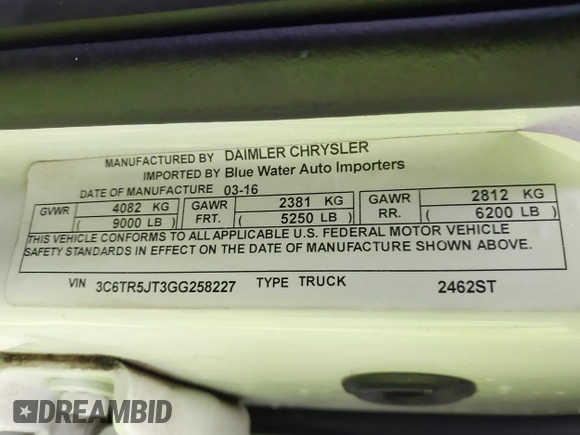 MANUFACTURED BY DAIMLER CHRYSLER
IMPORTED BY Blue Water Auto Importers
DATE OF MANUFACTURE 03-16
GVWR 4082 KG ( 9000 LB ) GAWR FRT. 2381 KG ( 5250 LB ) GAWR RR. 2812 KG ( 6200 LB )
THIS VEHICLE CONFORMS TO ALL APPLICABLE U.S. FEDERAL MOTOR VEHICLE
SAFETY STANDARDS IN EFFECT ON THE DATE OF MANUFACTURE SHOWN ABOVE.
VIN 3C6TR5JT3GG258227 TYPE TRUCK 2462ST
DREAMBID